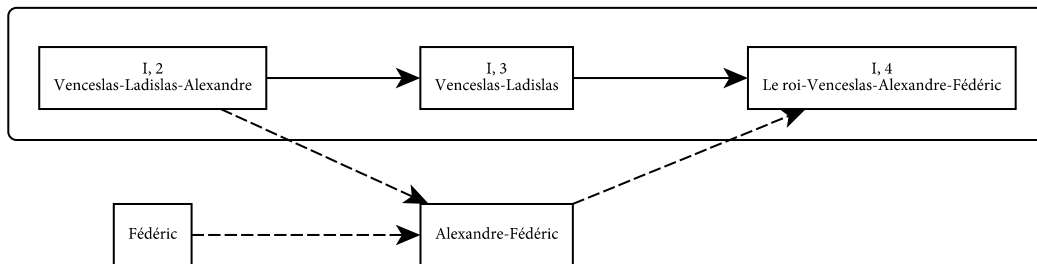 I, 2
Venceslas-Ladislas-Alexandre
I, 3
Venceslas-Ladislas
I, 4
Le roi-Venceslas-Alexandre-Fédéric
Fédéric
Alexandre-Fédéric